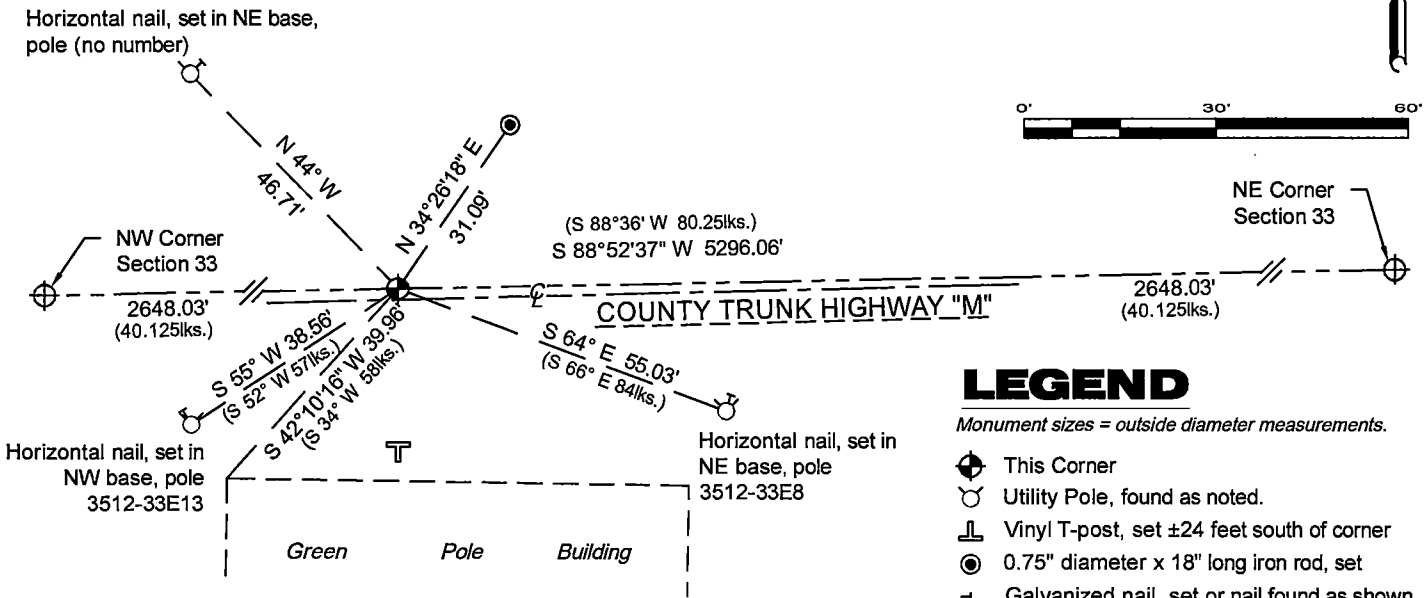 Horizontal nail, set in NE base,
pole (no number)
0'
30'
60'
N 44° W
46.71'
N 34°26'18" E
31.09'
(S 88°36' W 80.25lks.)
S 88°52'37" W 5296.06'
NE Corner
Section 33
NW Corner
Section 33
2648.03'
(40.125lks.)
COUNTY TRUNK HIGHWAY "M"
2648.03'
(40.125lks.)
S 55° W 38.56'
(S 52° W 57lks.)
S 42°10'16" W 39.96'
(S 34° W 58lks.)
S 64° E 55.03'
(S 66° E 84lks.)
Horizontal nail, set in
NW base, pole
3512-33E13
Horizontal nail, set in
NE base, pole
3512-33E8
Green Pole Building
LEGEND
Monument sizes = outside diameter measurements.
This Corner
Utility Pole, found as noted.
Vinyl T-post, set ±24 feet south of corner
0.75" diameter x 18" long iron rod, set
Galvanized nail, set or nail found as shown